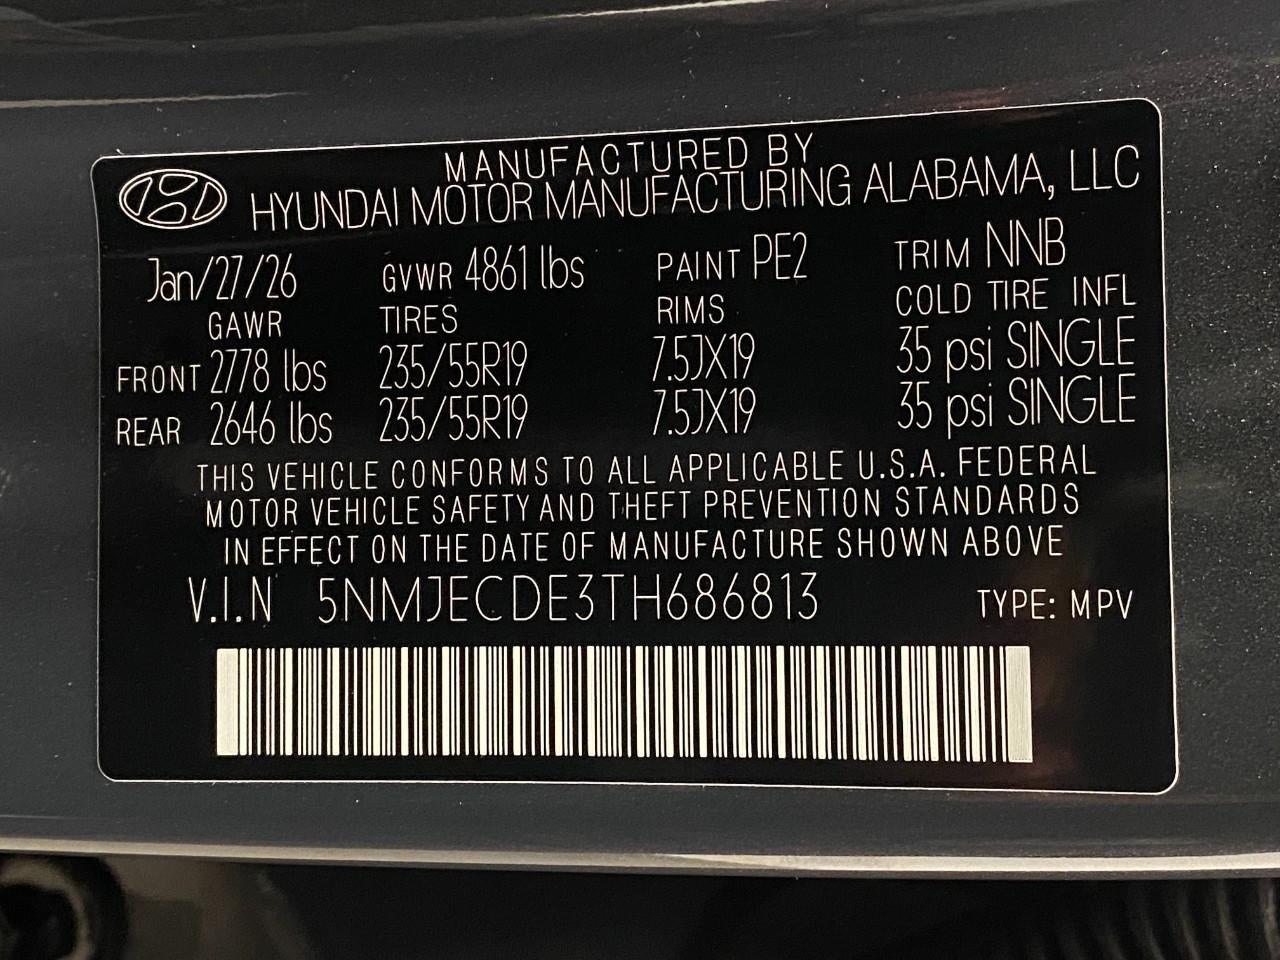 MANUFACTURED BY
HYUNDAI MOTOR MANUFACTURING ALABAMA, LLC
Jan/27/26 GVWR 4861 lbs PAINT PE2 TRIM NNB
GAWR TIRES RIMS COLD TIRE INFL
FRONT 2778 lbs 235/55R19 7.5JX19 35 psi SINGLE
REAR 2646 lbs 235/55R19 7.5JX19 35 psi SINGLE
THIS VEHICLE CONFORMS TO ALL APPLICABLE U.S.A. FEDERAL
MOTOR VEHICLE SAFETY AND THEFT PREVENTION STANDARDS
IN EFFECT ON THE DATE OF MANUFACTURE SHOWN ABOVE
V.I.N 5NMJECDE3TH686813 TYPE: MPV